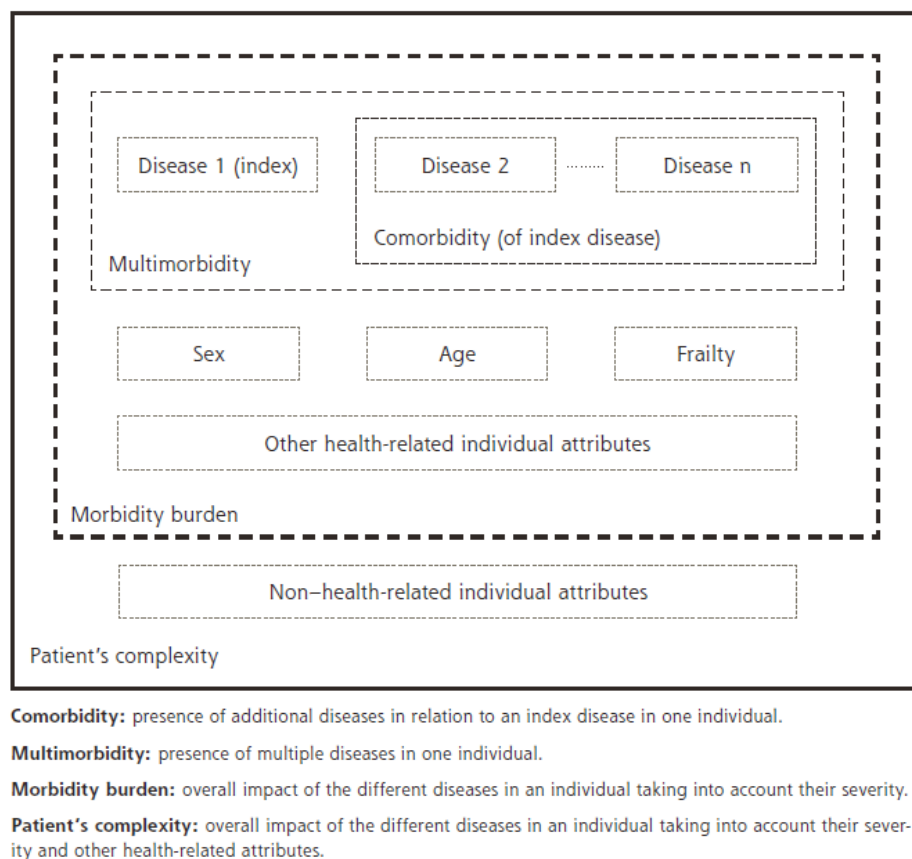 Disease 1 (index)
Disease 2 ........ Disease n
Comorbidity (of index disease)
Multimorbidity
Sex
Age
Frailty
Other health-related individual attributes
Morbidity burden
Non–health-related individual attributes
Patient’s complexity
Comorbidity: presence of additional diseases in relation to an index disease in one individual.
Multimorbidity: presence of multiple diseases in one individual.
Morbidity burden: overall impact of the different diseases in an individual taking into account their severity.
Patient’s complexity: overall impact of the different diseases in an individual taking into account their sever-
ity and other health-related attributes.